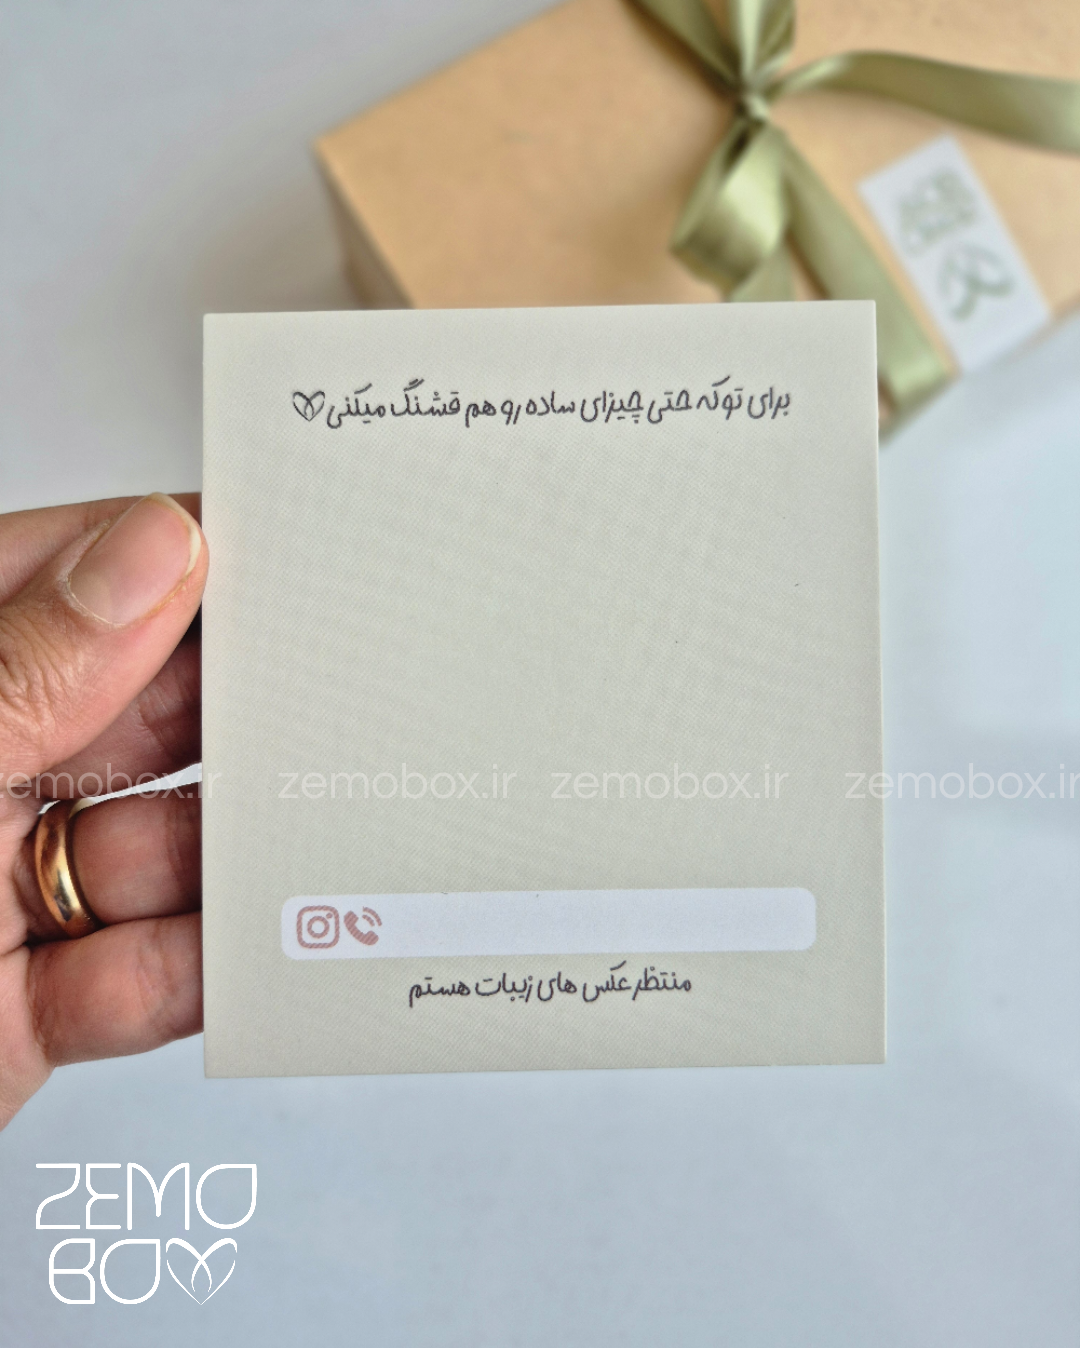 برای تو که حتی چیزای ساده رو هم قشنگ میکنی
zemobox.ir zemobox.ir zemobox.ir zemobox.ir
منتظر عکس های زیبات هستم
ZEMO
BOX